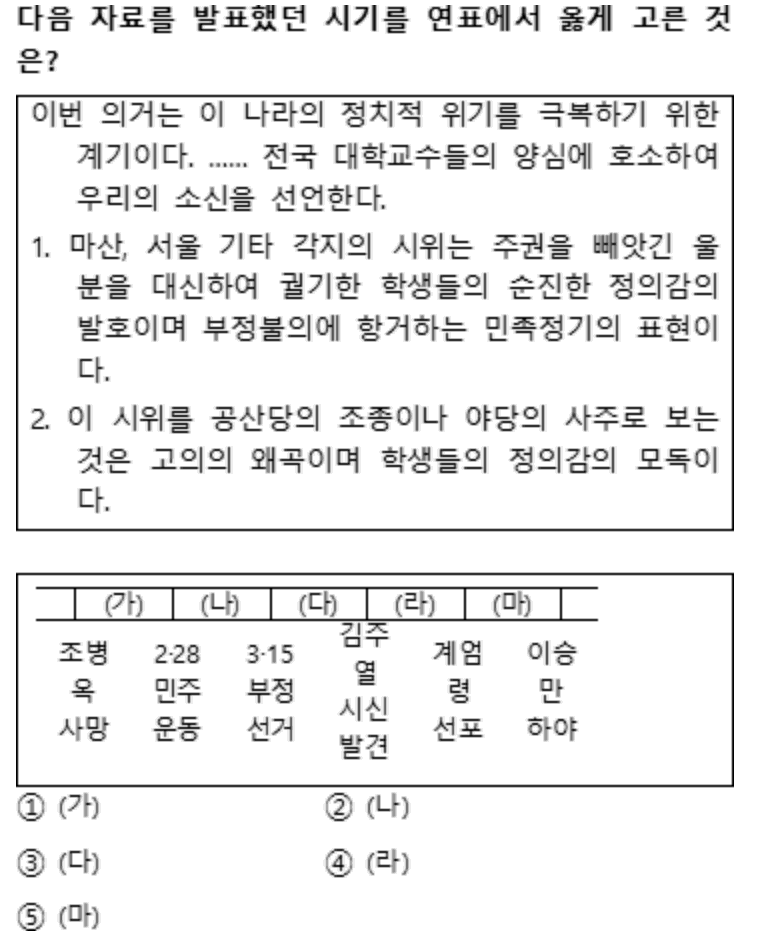 다음 자료를 발표했던 시기를 연표에서 옳게 고른 것
은?
이번 의거는 이 나라의 정치적 위기를 극복하기 위한
계기이다. ...... 전국 대학교수들의 양심에 호소하여
우리의 소신을 선언한다.
1. 마산, 서울 기타 각지의 시위는 주권을 빼앗긴 울
분을 대신하여 궐기한 학생들의 순진한 정의감의
발호이며 부정불의에 항거하는 민족정기의 표현이
다.
2. 이 시위를 공산당의 조종이나 야당의 사주로 보는
것은 고의의 왜곡이며 학생들의 정의감의 모독이
다.
(가) (나) (다) (라) (마)
조병옥 사망
2·28 민주 운동
3·15 부정 선거
김주열 시신 발견
계엄령 선포
이승만 하야
① (가) ② (나)
③ (다) ④ (라)
⑤ (마)